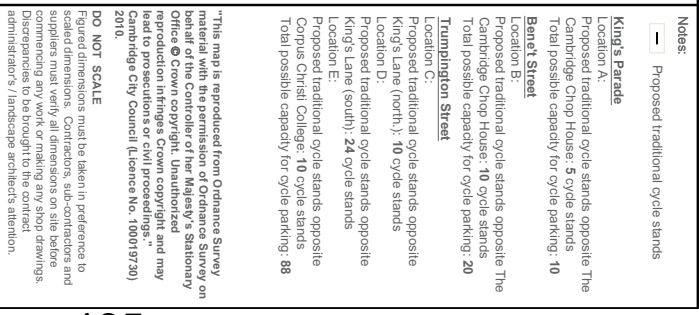 Notes:
Proposed traditional cycle stands
King's Parade
Location A:
Proposed traditional cycle stands opposite The
Cambridge Chop House: 5 cycle stands
Total possible capacity for cycle parking: 10
Bene't Street
Location B:
Proposed traditional cycle stands opposite The
Cambridge Chop House: 10 cycle stands
Total possible capacity for cycle parking: 20
Trumpington Street
Location C:
Proposed traditional cycle stands opposite
King's Lane (north.): 10 cycle stands
Location D:
Proposed traditional cycle stands opposite
King's Lane (south): 24 cycle stands
Location E:
Proposed traditional cycle stands opposite
Corpus Christi College: 10 cycle stands
Total possible capacity for cycle parking: 88
"This map is reproduced from Ordnance Survey
material with the permission of Ordnance Survey on
behalf of the Controller of her Majesty's Stationary
Office © Crown copyright. Unauthorized
reproduction infringes Crown copyright and may
lead to prosecutions or civil proceedings."
Cambridge City Council (Licence No. 100019730)
2010.
DO NOT SCALE
Figured dimensions must be taken in preference to
scaled dimensions. Contractors, sub-contractors and
suppliers must verify all dimensions on site before
commencing any work or making any shop drawings.
Discrepancies to be brought to the contract
administrator's / landscape architect's attention.